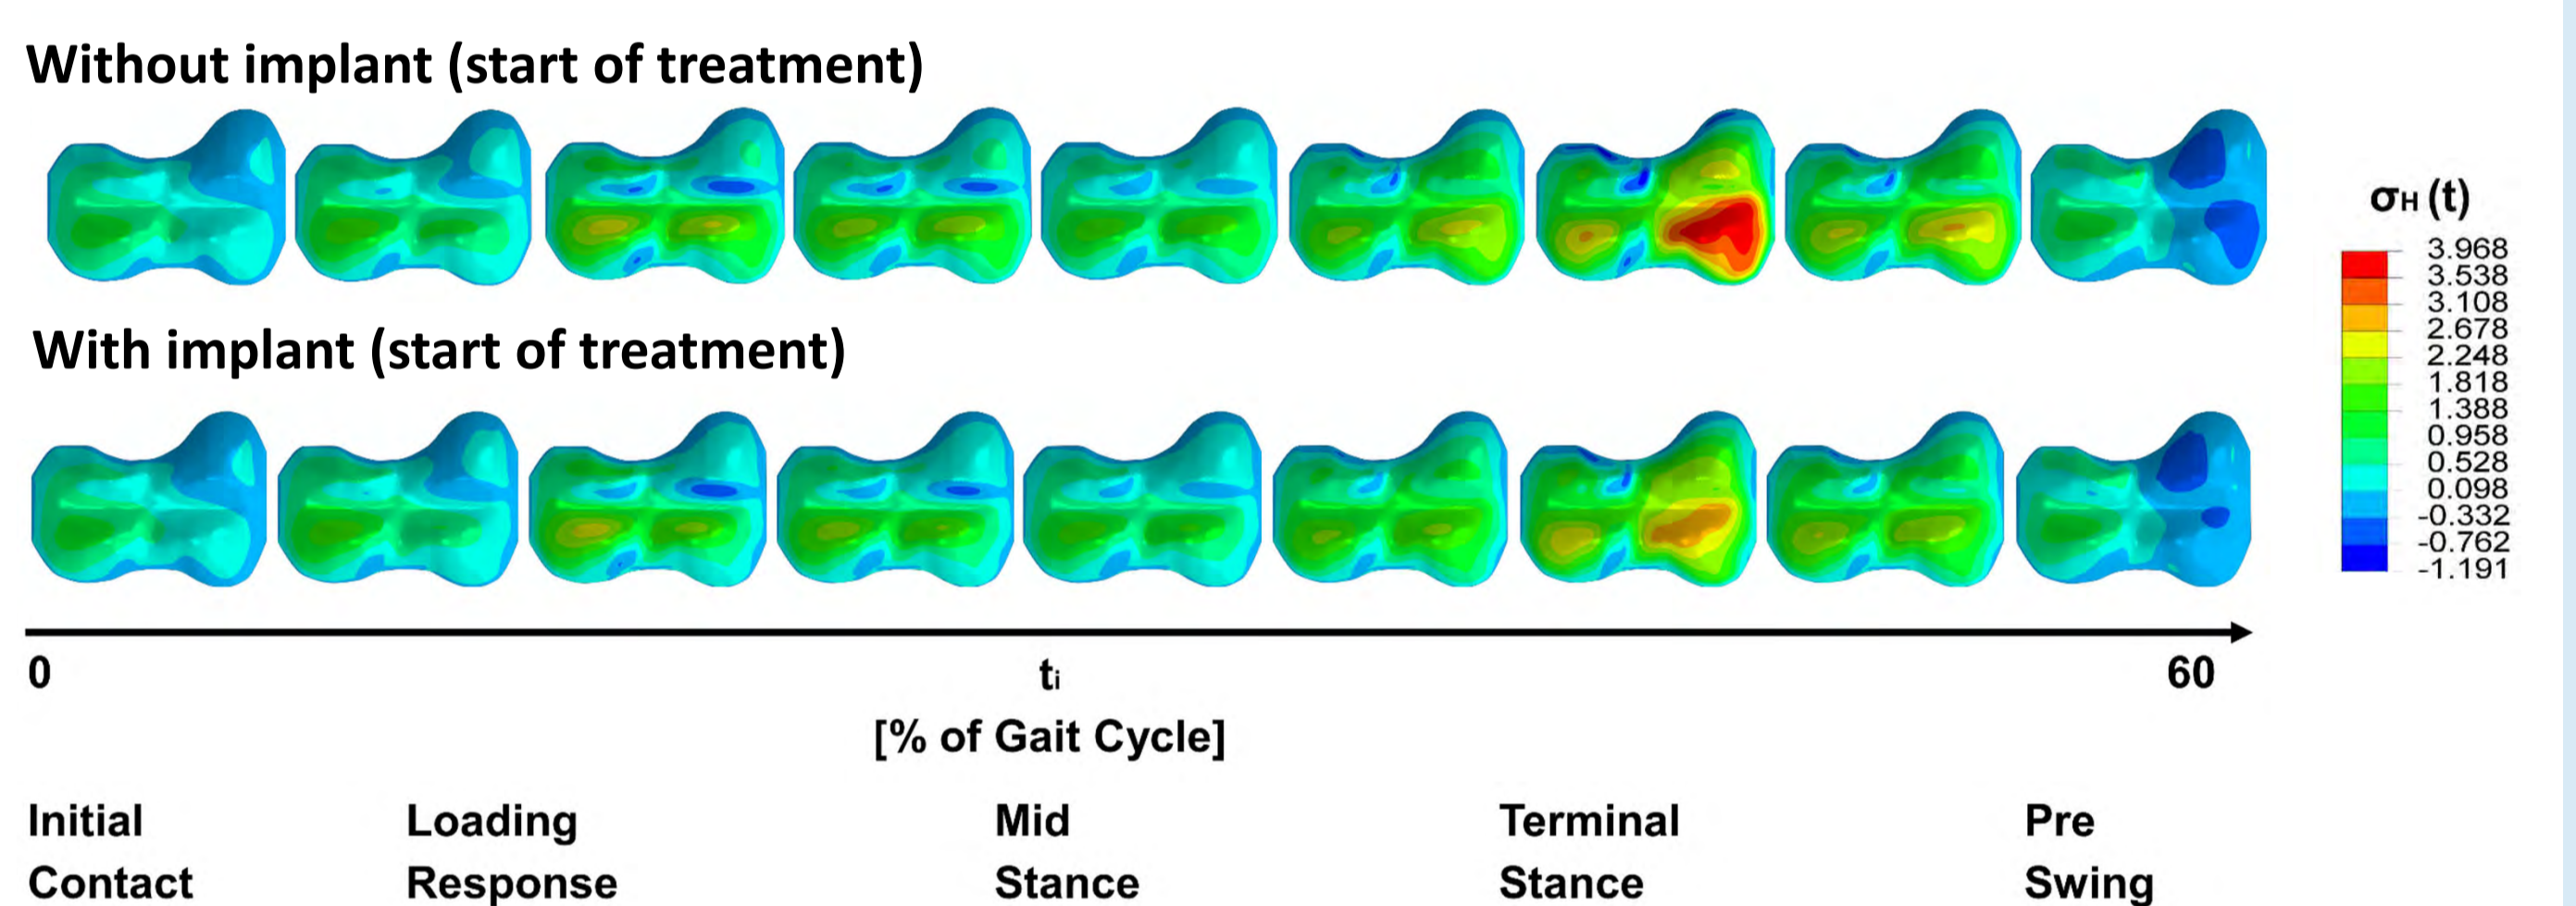 Without implant (start of treatment)
With implant (start of treatment)
σH (t)
3.968
3.538
3.108
2.678
2.248
1.818
1.388
0.958
0.528
0.098
-0.332
-0.762
-1.191
0
ti
60
[% of Gait Cycle]
Initial Contact
Loading Response
Mid Stance
Terminal Stance
Pre Swing